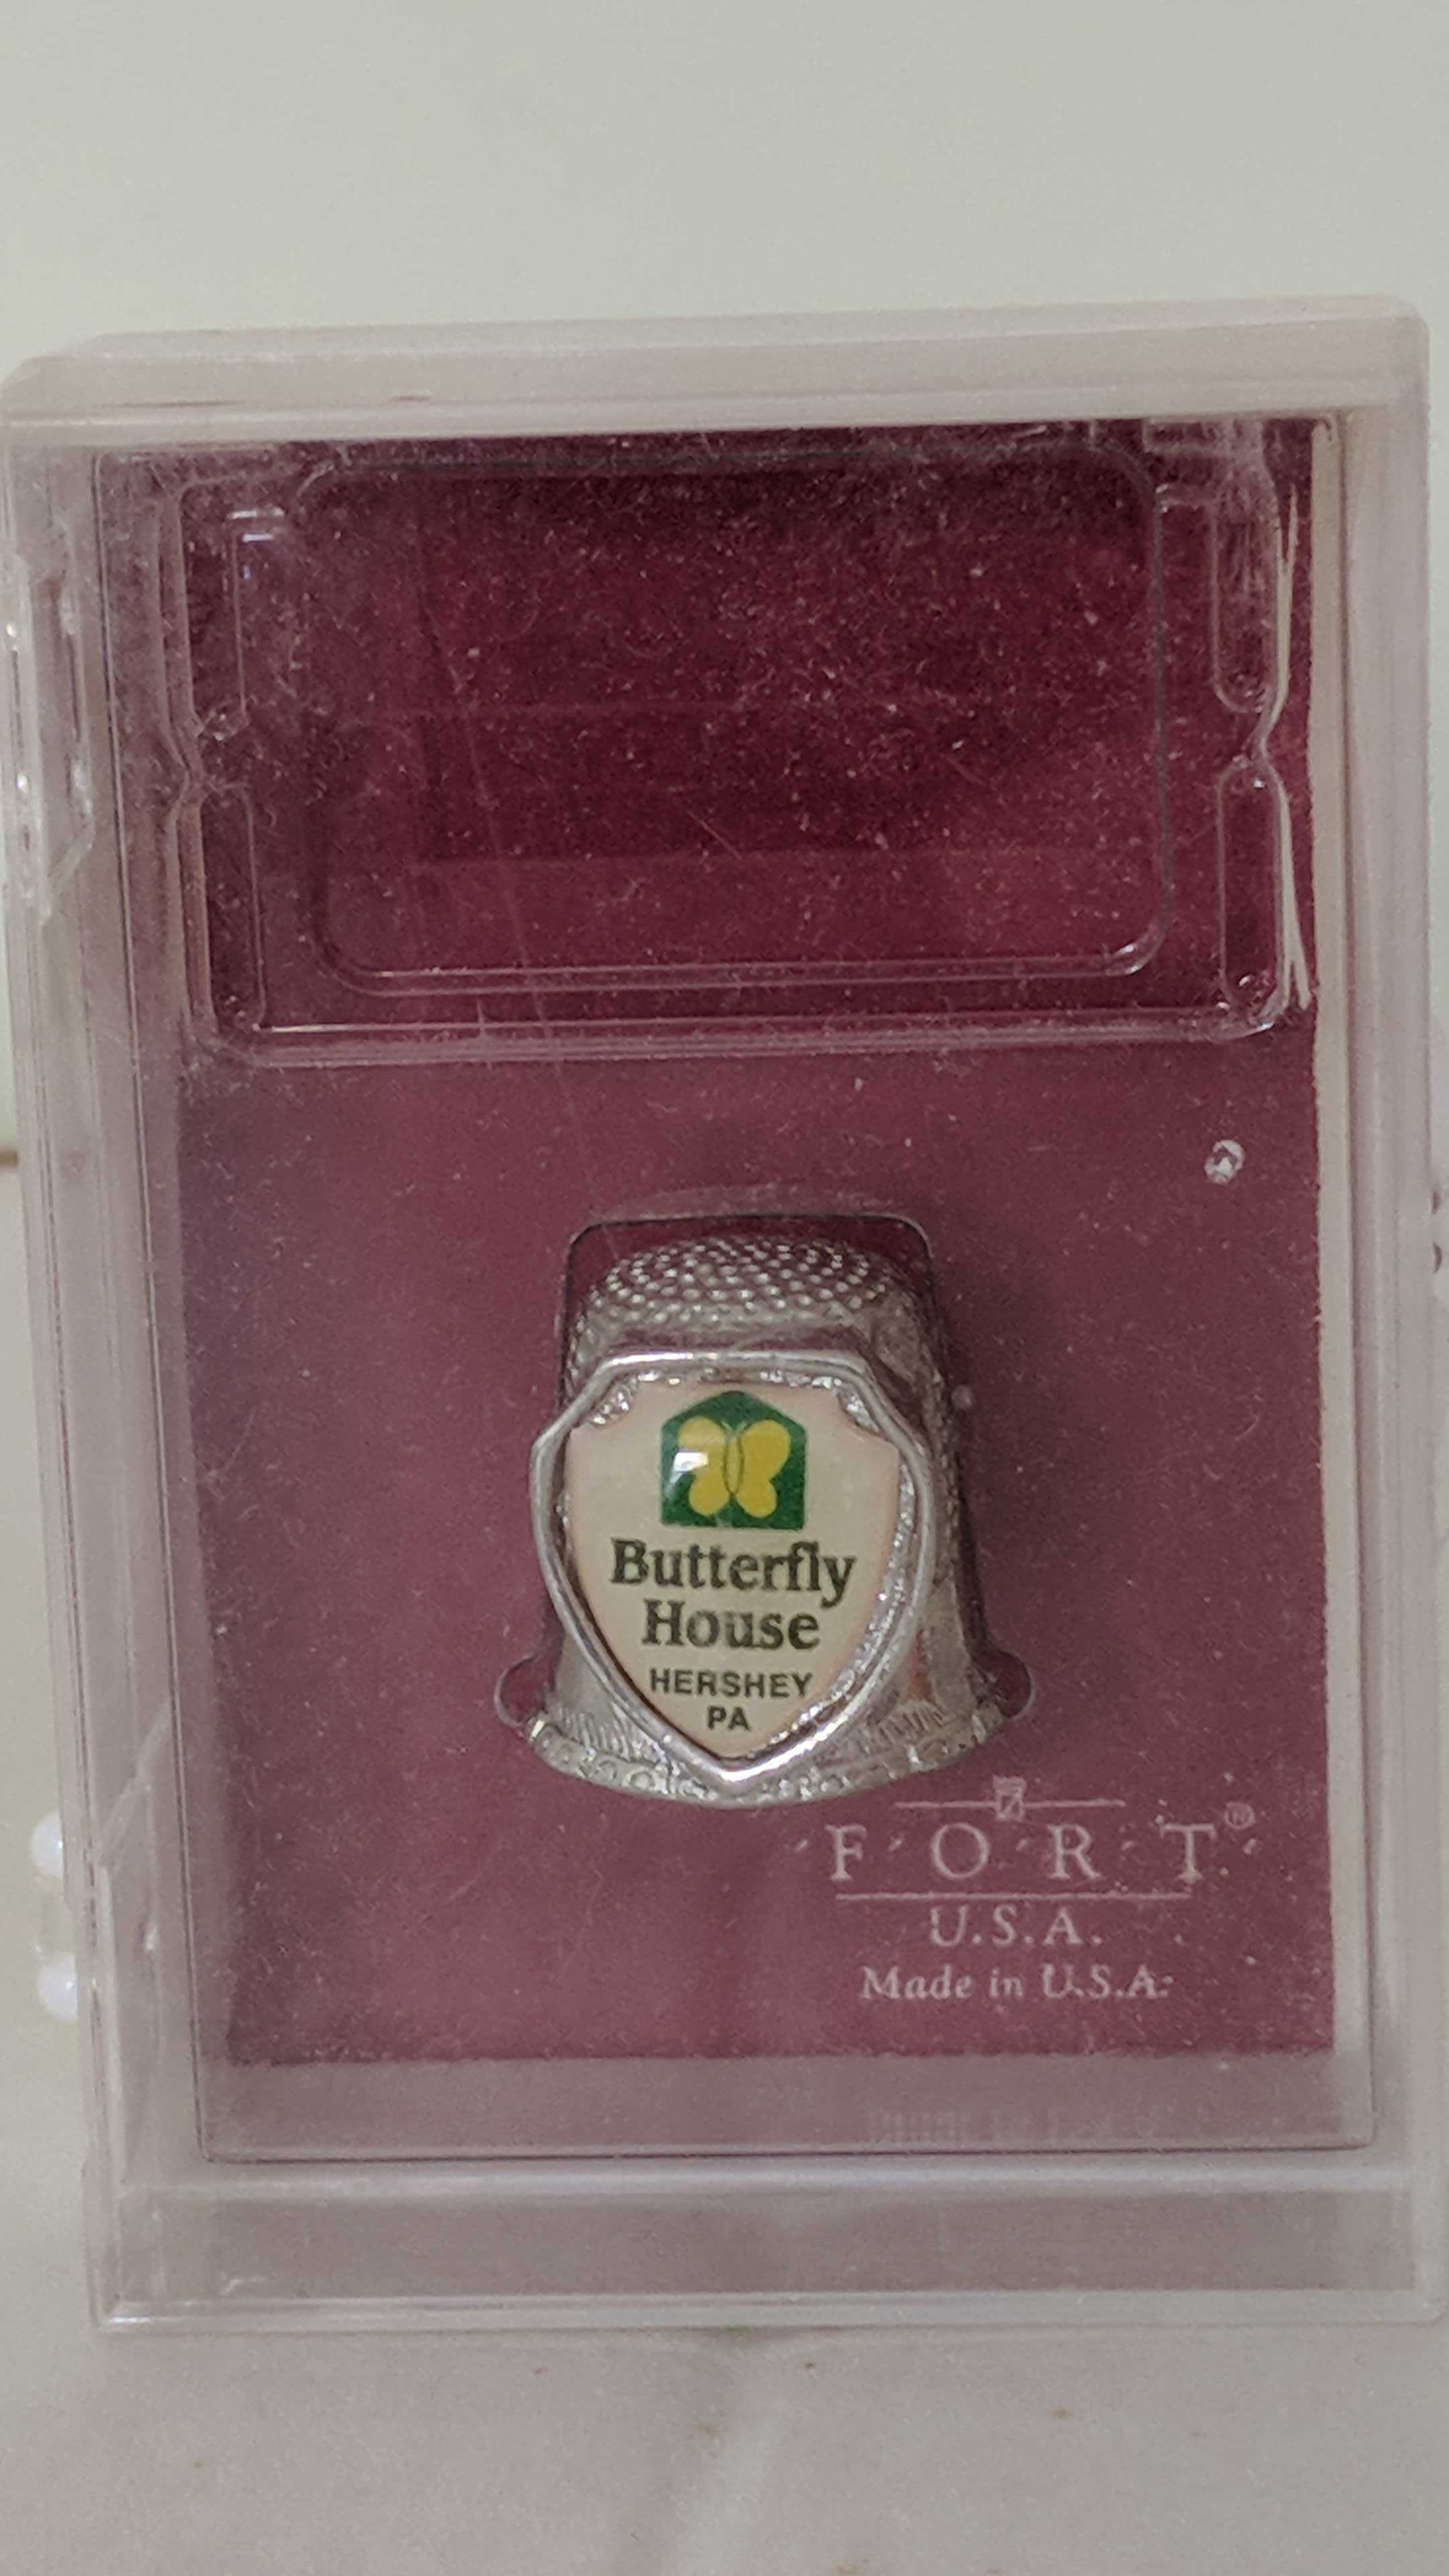 Butterfly
House
HERSHEY
PA
FORT®
U.S.A.
Made in U.S.A.